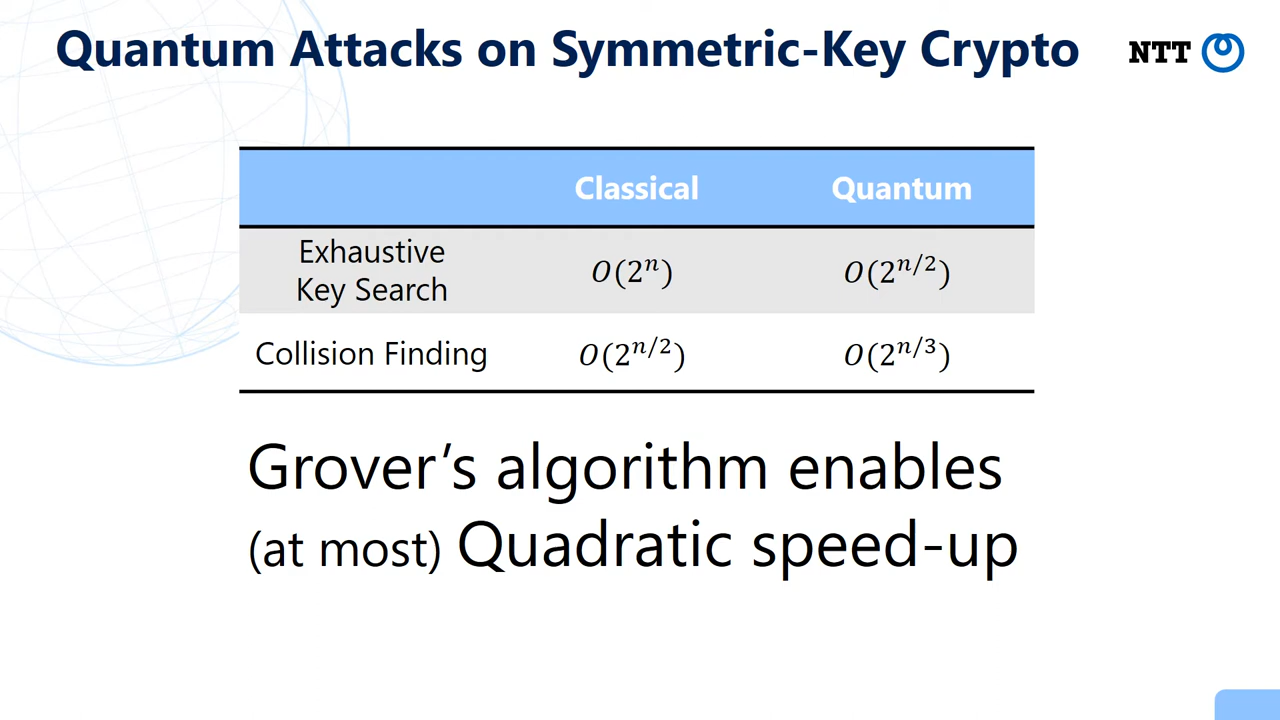 Quantum Attacks on Symmetric-Key Crypto
NTT
Classical Quantum
Exhaustive
Key Search
O(2^n) O(2^{n/2})
Collision Finding O(2^{n/2}) O(2^{n/3})
Grover's algorithm enables
(at most) Quadratic speed-up